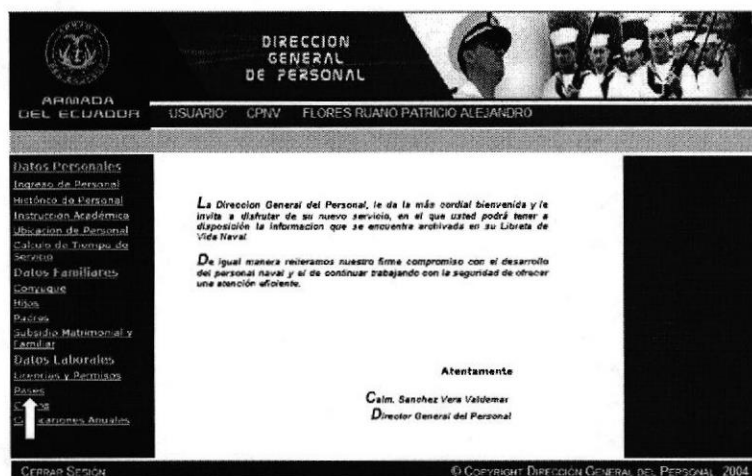 DIRECCION
GENERAL
DE PERSONAL
ARMADA
DEL ECUADOR
USUARIO: CPNV FLORES RUANO PATRICIO ALEJANDRO
Datos Personales
Ingreso de Personal
Histórico de Personal
Instrucción Académica
Ubicación de Personal
Calculo de Tiempo de
Servicio
Datos Familiares
Conyugue
Hijos
Padres
Subsidio Matrimonial y
Familiar
Datos Laborales
Licencias y Permisos
Pases
Anuales
La Direccion General del Personal, le da la más cordial bienvenida y le
invita a disfrutar de su nuevo servicio, en el que usted podrá tener a
disposición la informacion que se encuentra archivada en su Libreta de
Vida Naval.
De igual manera reiteramos nuestro firme compromiso con el desarrollo
del personal naval y el de continuar trabajando con la seguridad de ofrecer
una atención eficiente.
Atentamente
Calm. Sanchez Vera Valdemar
Director General del Personal
CERRAR SESIÓN
© COPYRIGHT DIRECCIÓN GENERAL DEL PERSONAL 2004